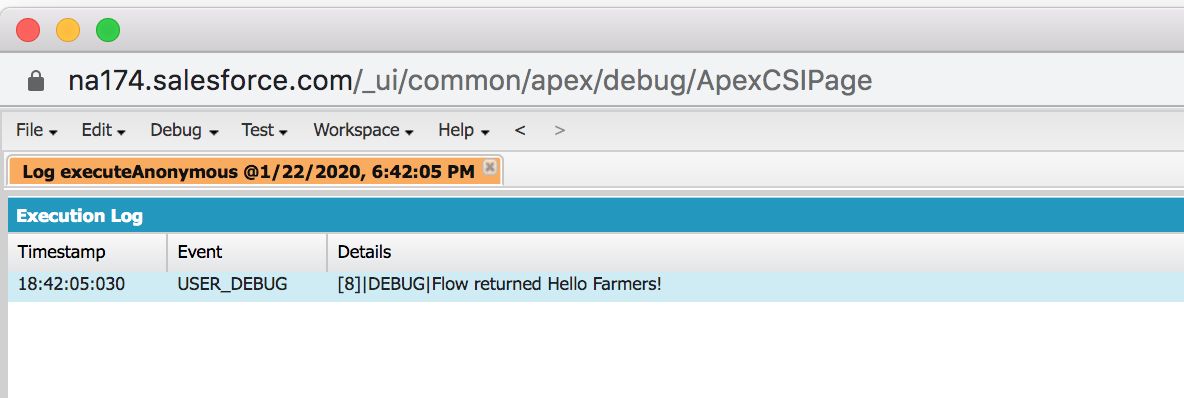 na174.salesforce.com/_ui/common/apex/debug/ApexCSIPage
File Edit Debug Test Workspace Help < >
Log executeAnonymous @1/22/2020, 6:42:05 PM
Execution Log
Timestamp Event Details
18:42:05:030 USER_DEBUG [8]|DEBUG|Flow returned Hello Farmers!